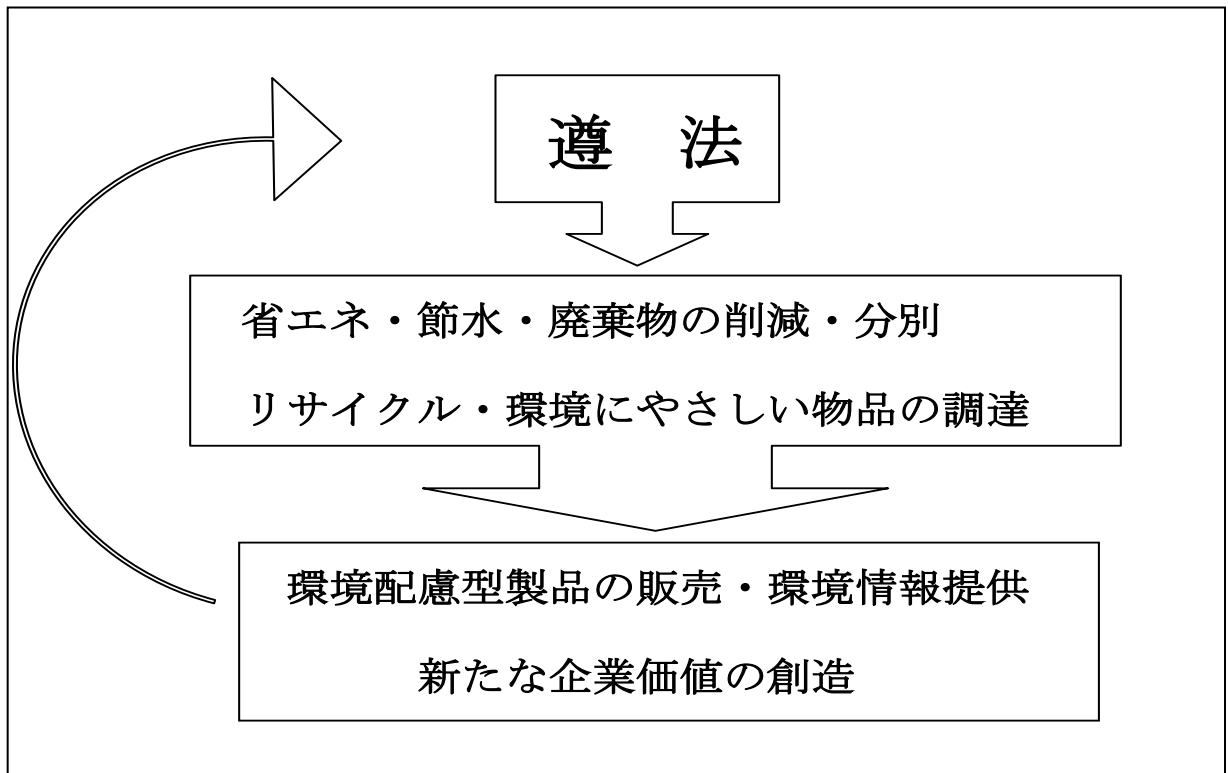 遵　法
省エネ・節水・廃棄物の削減・分別
リサイクル・環境にやさしい物品の調達
環境配慮型製品の販売・環境情報提供
新たな企業価値の創造